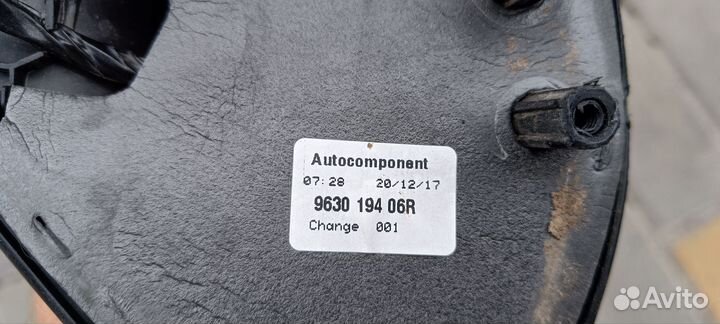 Autocomponent
07:28 20/12/17
9630 194 06R
Change 001
Avito